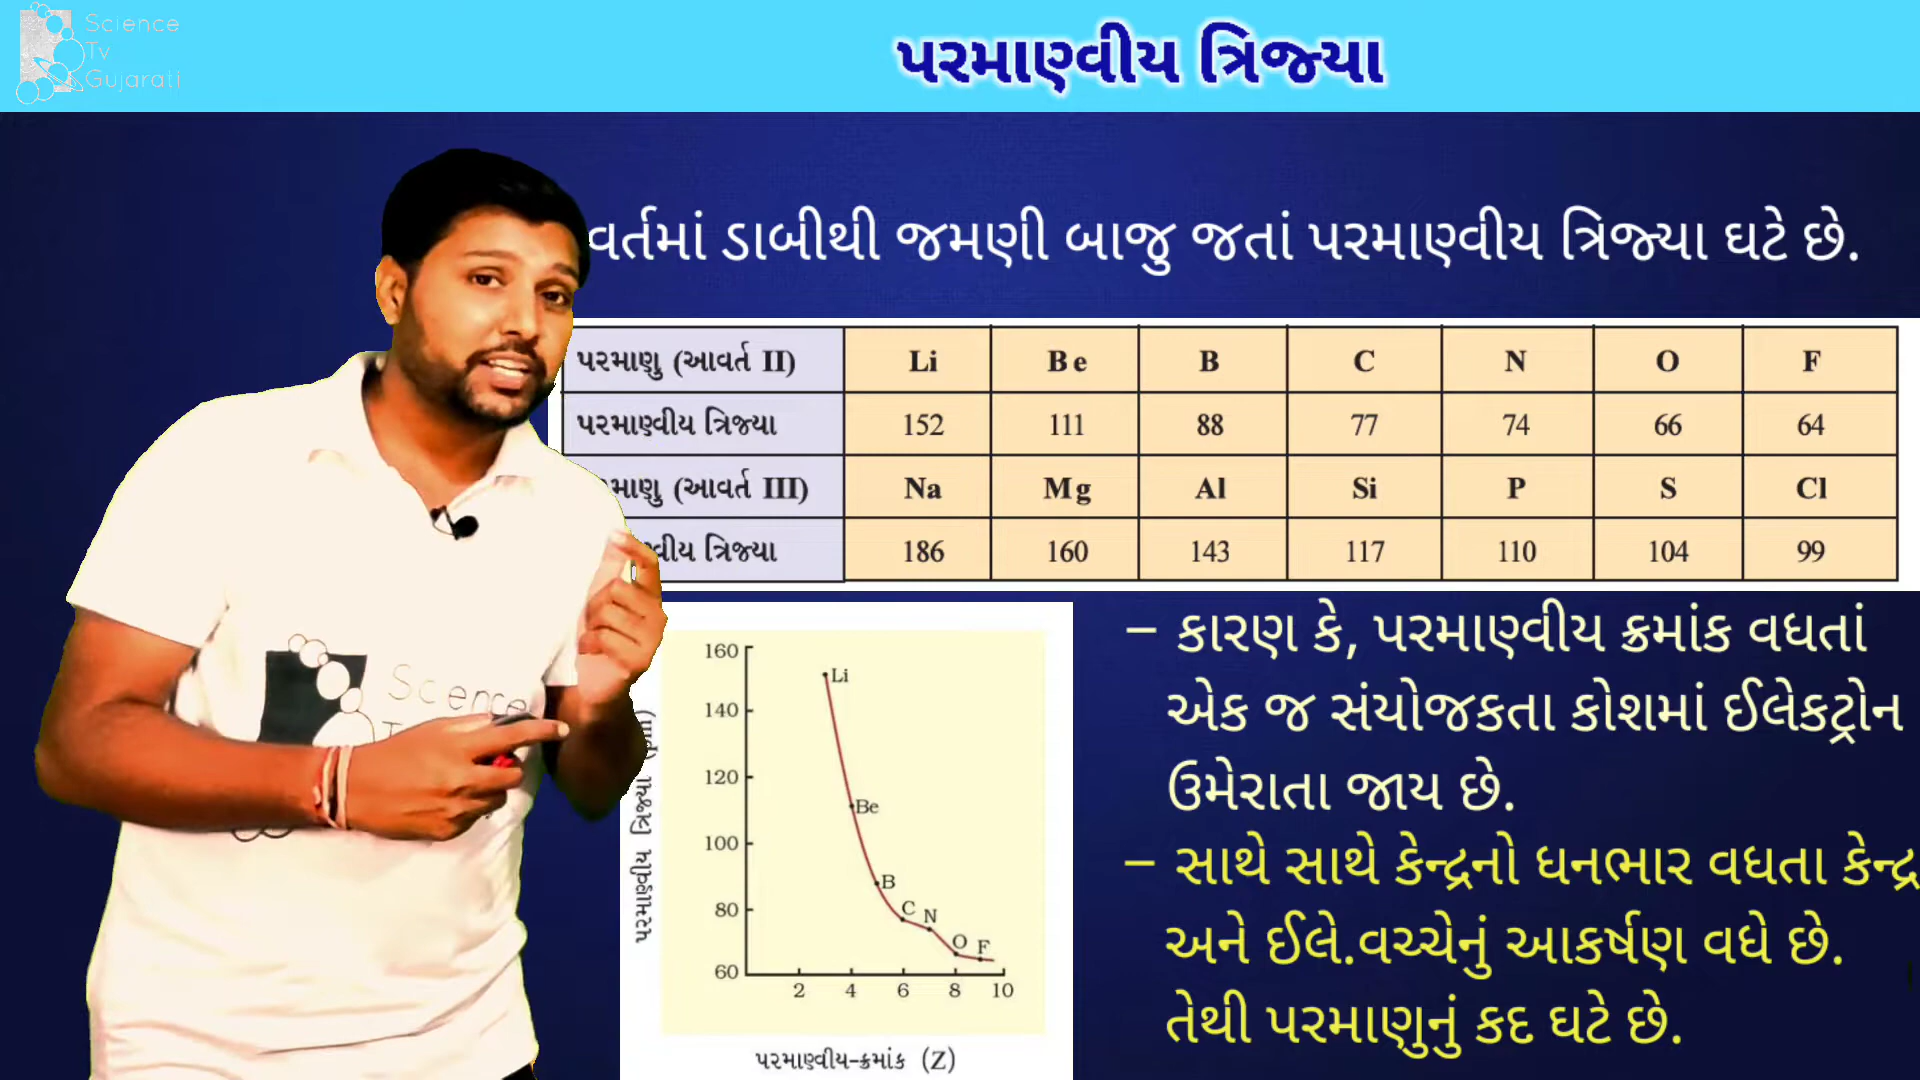 Science
Tv
Gujarati
પરમાણ્વીય ત્રિજ્યા
વર્તમાં ડાબીથી જમણી બાજુ જતાં પરમાણ્વીય ત્રિજ્યા ઘટે છે.
પરમાણુ (આવર્ત II) Li Be B C N O F
પરમાણ્વીય ત્રિજ્યા 152 111 88 77 74 66 64
માણુ (આવર્ત III) Na Mg Al Si P S Cl
ત્રિજ્યા 186 160 143 117 110 104 99
– કારણ કે, પરમાણ્વીય ક્રમાંક વધતાં
એક જ સંયોજકતા કોશમાં ઈલેકટ્રોન
ઉમેરાતા જાય છે.
– સાથે સાથે કેન્દ્રનો ધનભાર વધતા કેન્દ્ર
અને ઈલે.વચ્ચેનું આકર્ષણ વધે છે.
તેથી પરમાણુનું કદ ઘટે છે.
160
140
120
100
80
60
Li
Be
B
C
N
O
F
2 4 6 8 10
પરમાણ્વીય ત્રિજ્યા
પરમાણ્વીય-ક્રમાંક (Z)
Science